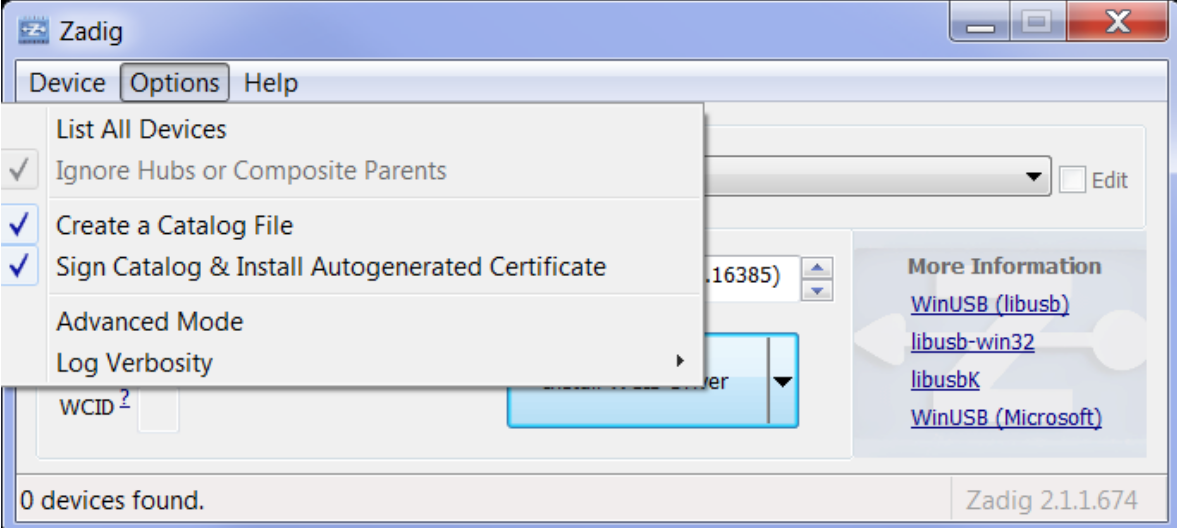 Zadig
Device Options Help
List All Devices
Ignore Hubs or Composite Parents
Edit
Create a Catalog File
Sign Catalog & Install Autogenerated Certificate
.16385)
More Information
WinUSB (libusb)
libusb-win32
libusbK
WinUSB (Microsoft)
Advanced Mode
Log Verbosity
WCID ?
0 devices found.
Zadig 2.1.1.674